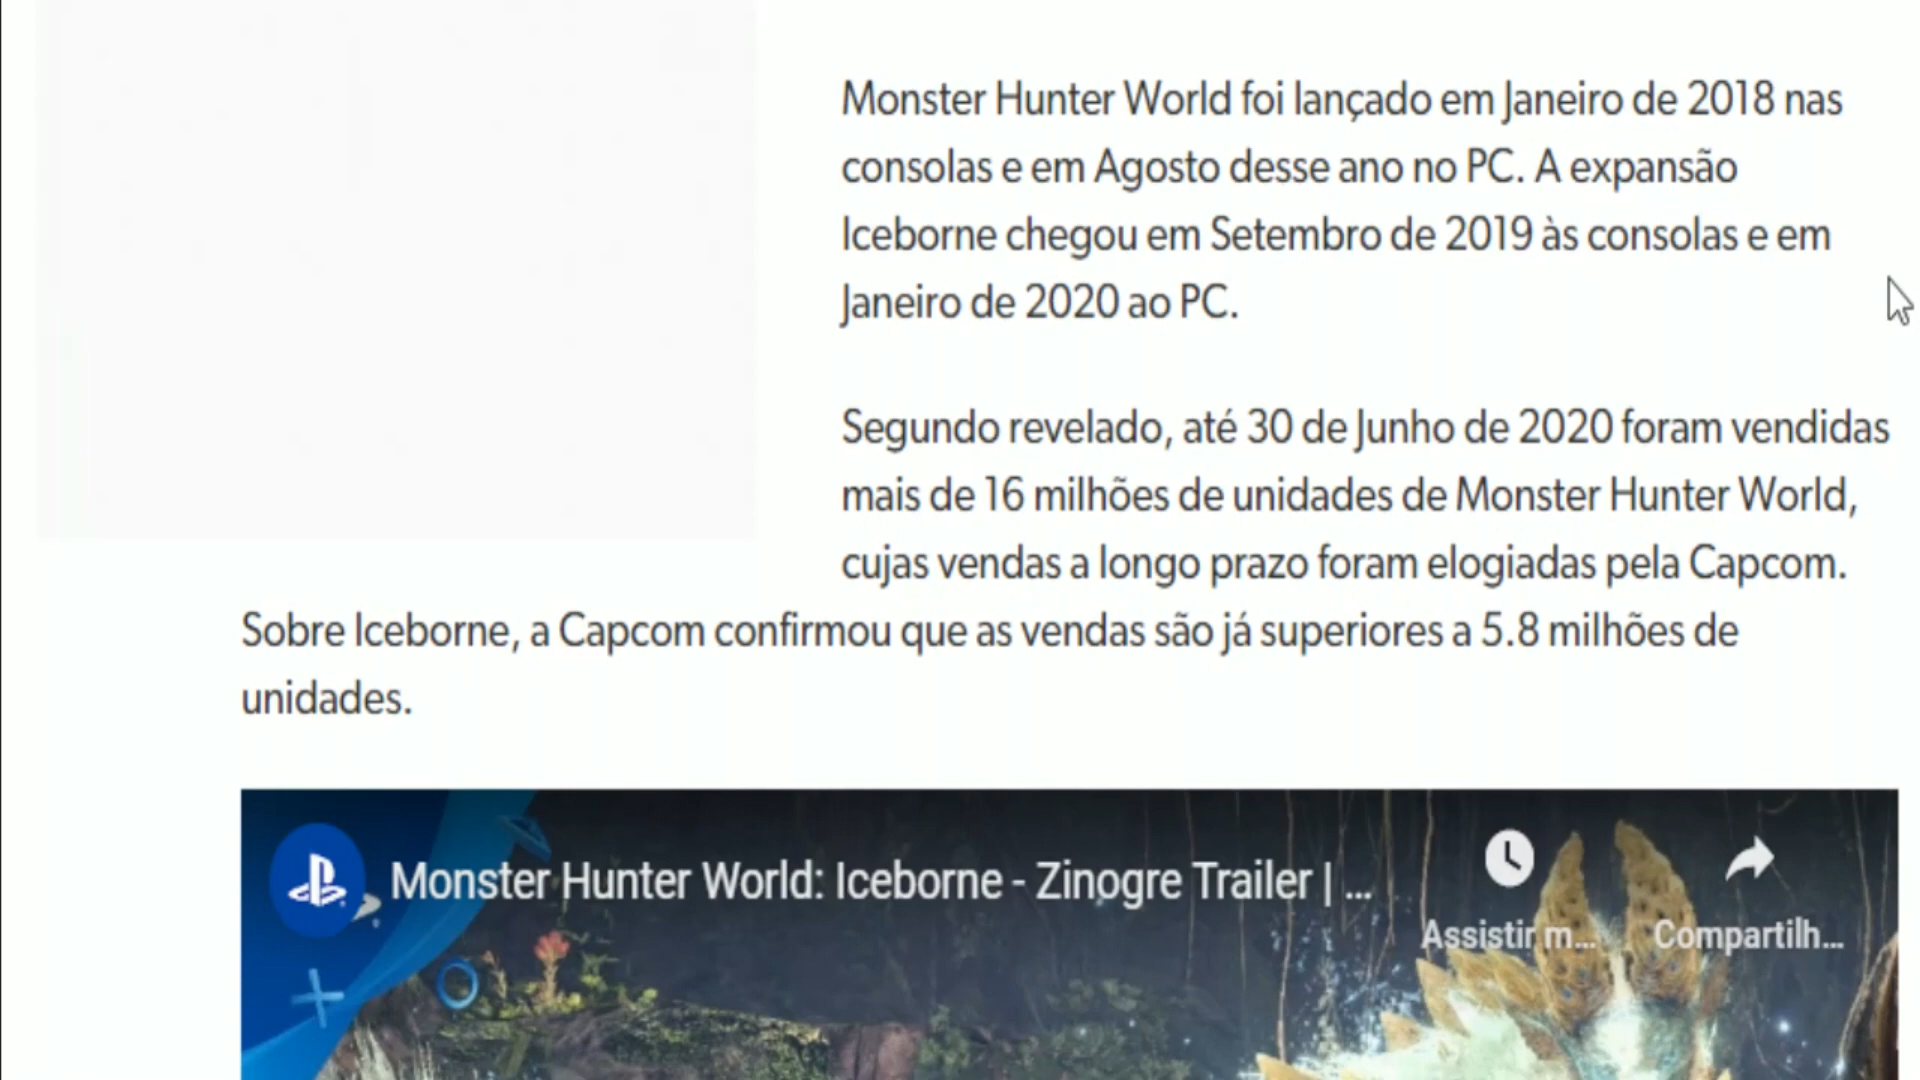 Monster Hunter World foi lançado em Janeiro de 2018 nas
consolas e em Agosto desse ano no PC. A expansão
Iceborne chegou em Setembro de 2019 às consolas e em
Janeiro de 2020 ao PC.
Segundo revelado, até 30 de Junho de 2020 foram vendidas
mais de 16 milhões de unidades de Monster Hunter World,
cujas vendas a longo prazo foram elogiadas pela Capcom.
Sobre Iceborne, a Capcom confirmou que as vendas são já superiores a 5.8 milhões de
unidades.
Monster Hunter World: Iceborne - Zinogre Trailer | ...
Assistir m... Compartilh...